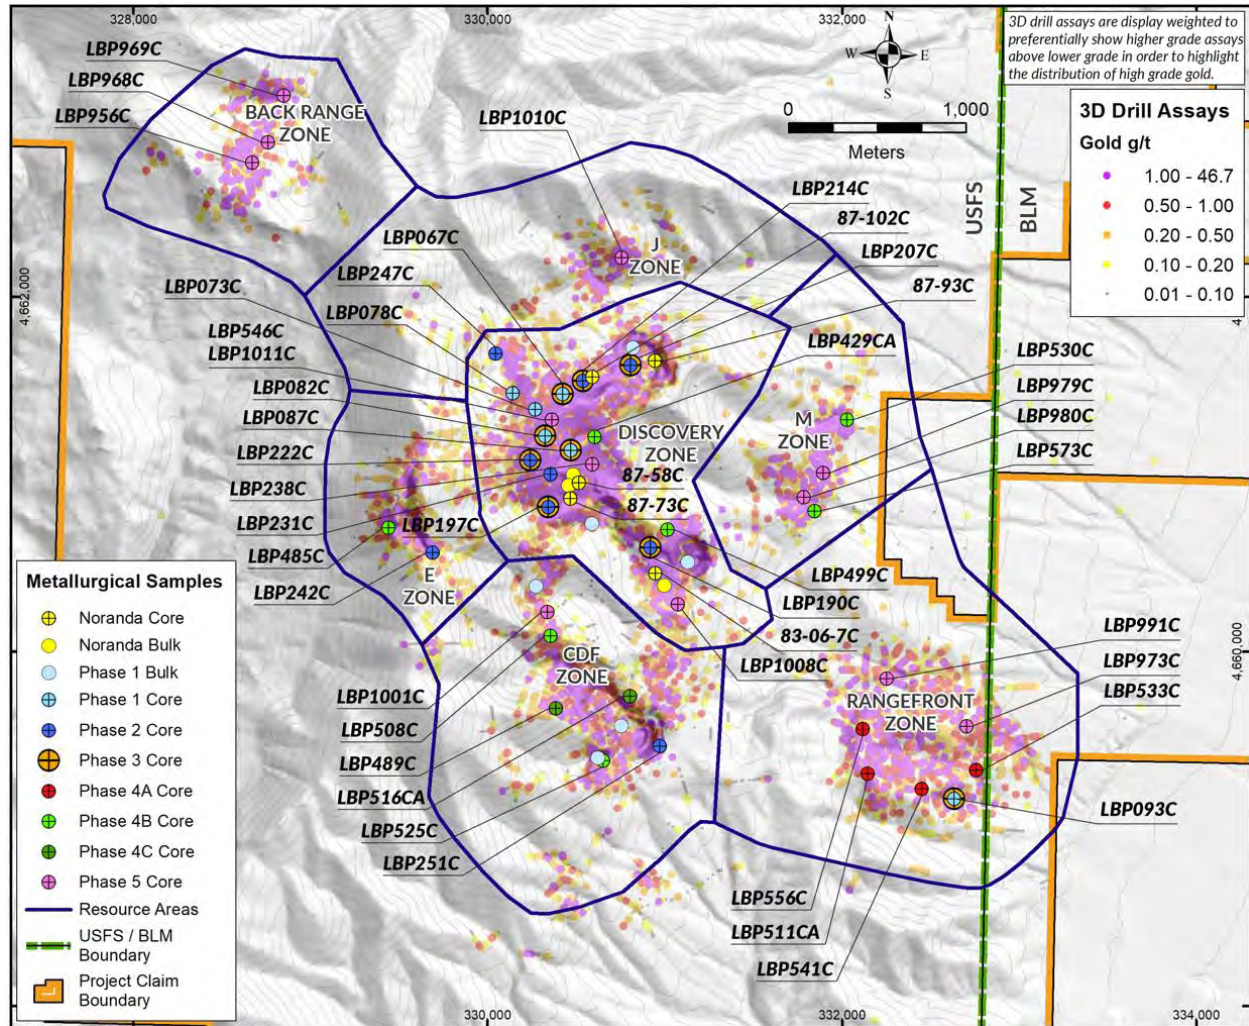 328,000
330,000
332,000
3D drill assays are display weighted to
preferentially show higher grade assays
above lower grade in order to highlight
the distribution of high grade gold.
N
W
E
S
0
1,000
Meters
3D Drill Assays
Gold g/t
1.00 - 46.7
0.50 - 1.00
0.20 - 0.50
0.10 - 0.20
0.01 - 0.10
USFS
BLM
LBP969C
LBP968C
LBP956C
BACK RANGE
ZONE
LBP1010C
LBP214C
87-102C
LBP207C
87-93C
LBP429CA
LBP067C
LBP247C
LBP073C
LBP078C
J
ZONE
4,662,000
4
LBP546C
LBP1011C
LBP082C
LBP087C
LBP222C
LBP238C
LBP231C
LBP485C
LBP242C
LBP197C
DISCOVERY
ZONE
87-58C
87-73C
M
ZONE
LBP530C
LBP979C
LBP980C
LBP573C
E
ZONE
LBP499C
LBP190C
83-06-7C
LBP1008C
CDF
ZONE
LBP1001C
LBP508C
LBP489C
LBP516CA
LBP525C
LBP251C
RANGEFRONT
ZONE
LBP991C
LBP973C
LBP533C
4,660,000
LBP093C
LBP556C
LBP511CA
LBP541C
Metallurgical Samples
Noranda Core
Noranda Bulk
Phase 1 Bulk
Phase 1 Core
Phase 2 Core
Phase 3 Core
Phase 4A Core
Phase 4B Core
Phase 4C Core
Phase 5 Core
Resource Areas
USFS / BLM
Boundary
Project Claim
Boundary
330,000
332,000
334,000